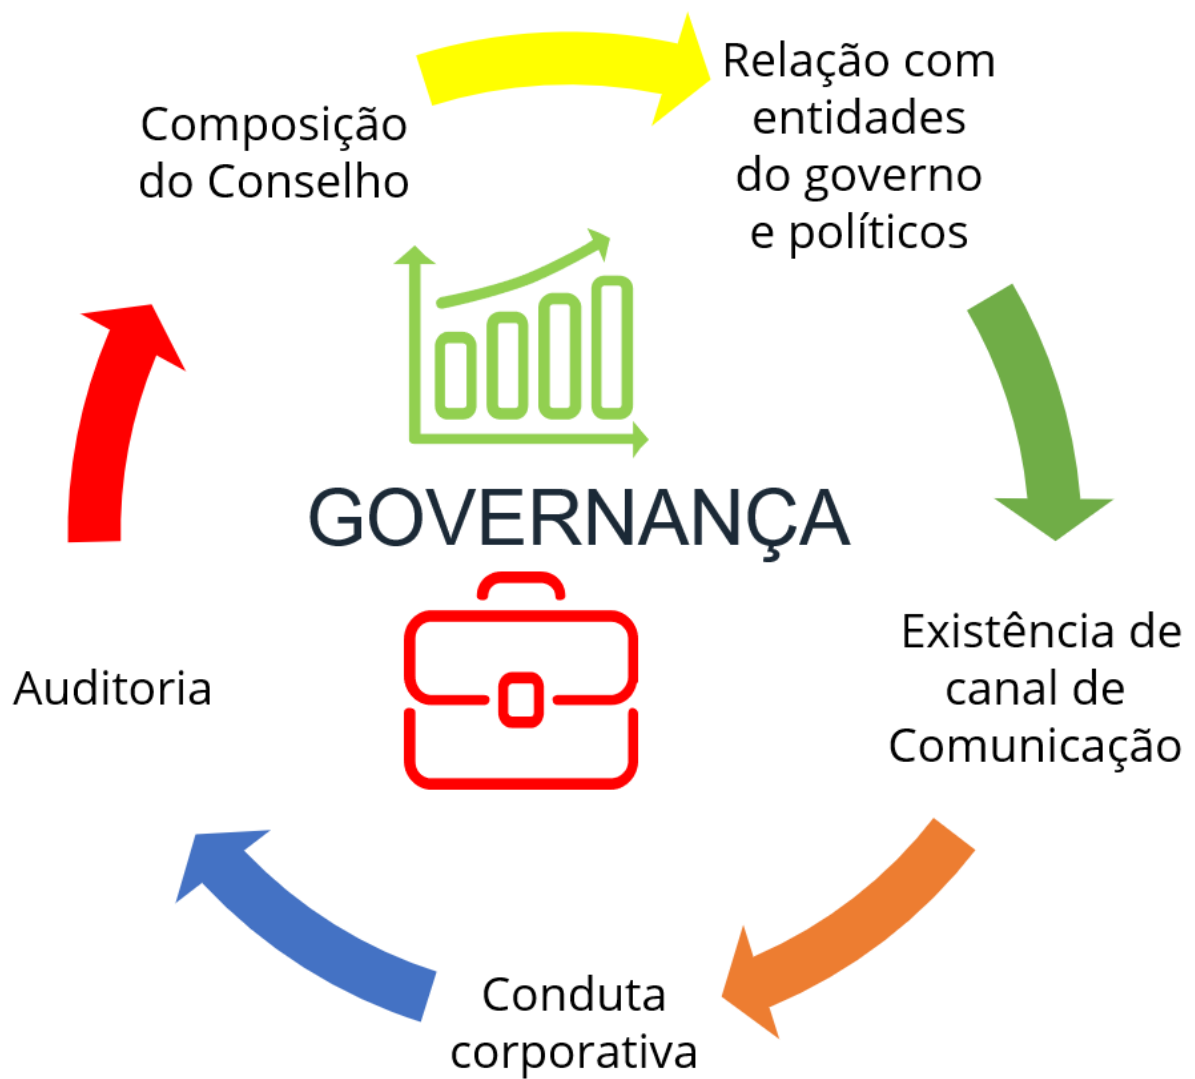 Composição
do Conselho
Relação com
entidades
do governo
e políticos
GOVERNANÇA
Existência de
canal de
Comunicação
Conduta
corporativa
Auditoria